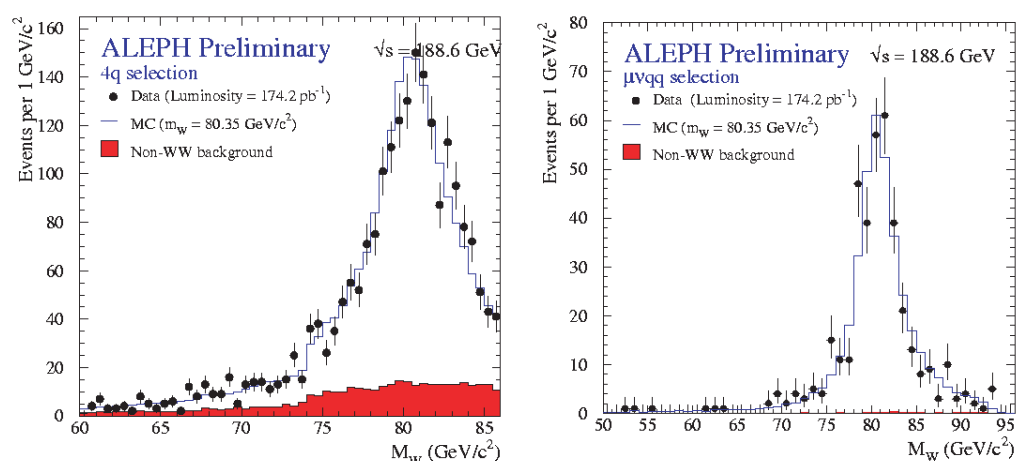 Events per 1 GeV/c²
160
140
120
100
80
60
40
20
0
ALEPH Preliminary
√s = 188.6 GeV
4q selection
Data (Luminosity = 174.2 pb⁻¹)
MC (m_W = 80.35 GeV/c²)
Non-WW background
60 65 70 75 80 85
M_W (GeV/c²)
Events per 1 GeV/c²
80
70
60
50
40
30
20
10
0
ALEPH Preliminary
√s = 188.6 GeV
μνqq selection
Data (Luminosity = 174.2 pb⁻¹)
MC (m_W = 80.35 GeV/c²)
Non-WW background
50 55 60 65 70 75 80 85 90 95
M_W (GeV/c²)